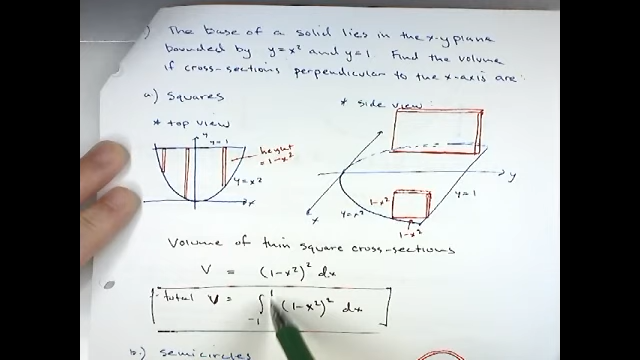 ) The base of a solid lies in the x-y plane
bounded by y=x² and y=1. Find the volume
if cross-sections perpendicular to the x-axis are:
a.) Squares
* side view:
* top view
y
y=1
height
=1-x²
y=x²
x
y
y=1
1-x²
y=x²
1-x²
x
Volume of thin square cross-sections
V = (1-x²)² dx
total V = ∫₋₁¹ (1-x²)² dx
b.) semicircles